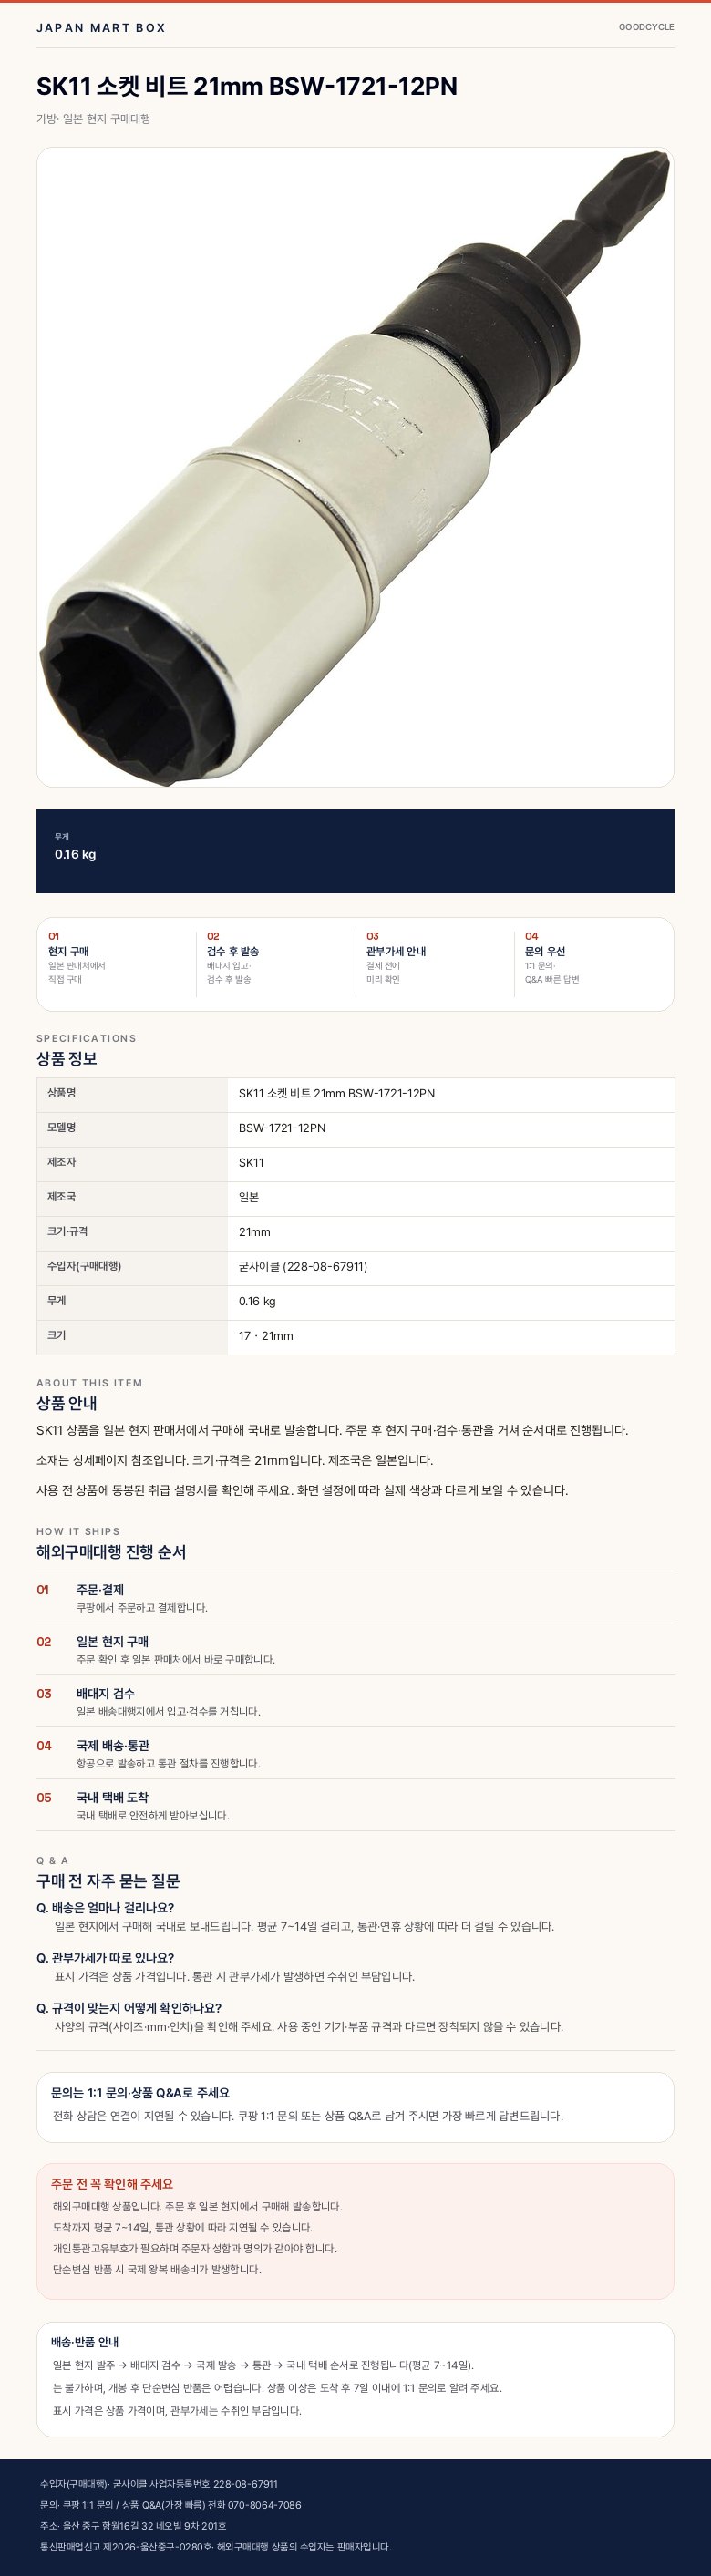 JAPAN MART BOX
GOODCYCLE
SK11 소켓 비트 21mm BSW-1721-12PN
가방· 일본 현지 구매대행
무게
0.16 kg
01
현지 구매
일본 판매처에서
직접 구매
02
검수 후 발송
배대지 입고·
검수 후 발송
03
관부가세 안내
결제 전에
미리 확인
04
문의 우선
1:1 문의·
Q&A 빠른 답변
SPECIFICATIONS
상품 정보
상품명 SK11 소켓 비트 21mm BSW-1721-12PN
모델명 BSW-1721-12PN
제조자 SK11
제조국 일본
크기·규격 21mm
수입자(구매대행) 굳사이클 (228-08-67911)
무게 0.16 kg
크기 17 · 21mm
ABOUT THIS ITEM
상품 안내
SK11 상품을 일본 현지 판매처에서 구매해 국내로 발송합니다. 주문 후 현지 구매·검수·통관을 거쳐 순서대로 진행됩니다.
소재는 상세페이지 참조입니다. 크기·규격은 21mm입니다. 제조국은 일본입니다.
사용 전 상품에 동봉된 취급 설명서를 확인해 주세요. 화면 설정에 따라 실제 색상과 다르게 보일 수 있습니다.
HOW IT SHIPS
해외구매대행 진행 순서
01 주문·결제
쿠팡에서 주문하고 결제합니다.
02 일본 현지 구매
주문 확인 후 일본 판매처에서 바로 구매합니다.
03 배대지 검수
일본 배송대행지에서 입고·검수를 거칩니다.
04 국제 배송·통관
항공으로 발송하고 통관 절차를 진행합니다.
05 국내 택배 도착
국내 택배로 안전하게 받아보십니다.
Q & A
구매 전 자주 묻는 질문
Q. 배송은 얼마나 걸리나요?
일본 현지에서 구매해 국내로 보내드립니다. 평균 7~14일 걸리고, 통관·연휴 상황에 따라 더 걸릴 수 있습니다.
Q. 관부가세가 따로 있나요?
표시 가격은 상품 가격입니다. 통관 시 관부가세가 발생하면 수취인 부담입니다.
Q. 규격이 맞는지 어떻게 확인하나요?
사양의 규격(사이즈·mm·인치)을 확인해 주세요. 사용 중인 기기·부품 규격과 다르면 장착되지 않을 수 있습니다.
문의는 1:1 문의·상품 Q&A로 주세요
전화 상담은 연결이 지연될 수 있습니다. 쿠팡 1:1 문의 또는 상품 Q&A로 남겨 주시면 가장 빠르게 답변드립니다.
주문 전 꼭 확인해 주세요
해외구매대행 상품입니다. 주문 후 일본 현지에서 구매해 발송합니다.
도착까지 평균 7~14일, 통관 상황에 따라 지연될 수 있습니다.
개인통관고유부호가 필요하며 주문자 성함과 명의가 같아야 합니다.
단순변심 반품 시 국제 왕복 배송비가 발생합니다.
배송·반품 안내
일본 현지 발주 → 배대지 검수 → 국제 발송 → 통관 → 국내 택배 순서로 진행됩니다(평균 7~14일).
는 불가하며, 개봉 후 단순변심 반품은 어렵습니다. 상품 이상은 도착 후 7일 이내에 1:1 문의로 알려 주세요.
표시 가격은 상품 가격이며, 관부가세는 수취인 부담입니다.
수입자(구매대행)· 굳사이클 사업자등록번호 228-08-67911
문의· 쿠팡 1:1 문의 / 상품 Q&A(가장 빠름) 전화 070-8064-7086
주소· 울산 중구 함월16길 32 네오빌 9차 201호
통신판매업신고 제2026-울산중구-0280호· 해외구매대행 상품의 수입자는 판매자입니다.